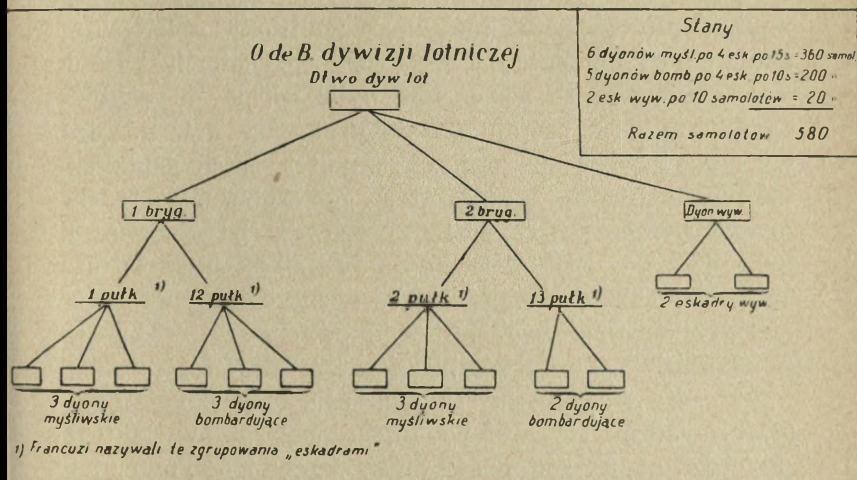 O de B. dywizji lotniczej
Dtwo dyw lot
Stany
6 dyonów myśl. po 4 esk po 15s = 360 samol.
5 dyonów bomb po 4 esk po 10s = 200 "
2 esk wyw. po 10 samolotów = 20 "
Razem samolotów 580
1 bryg.
2 bryg.
Dyon wyw.
1 pułk 1)
12 pułk 1)
2 pułk 1)
13 pułk 1)
2 eskadry wyw.
3 dyony
myśliwskie
3 dyony
bombardujące
3 dyony
myśliwskie
2 dyony
bombardujące
1) Francuzi nazywali te zgrupowania „eskadrami"